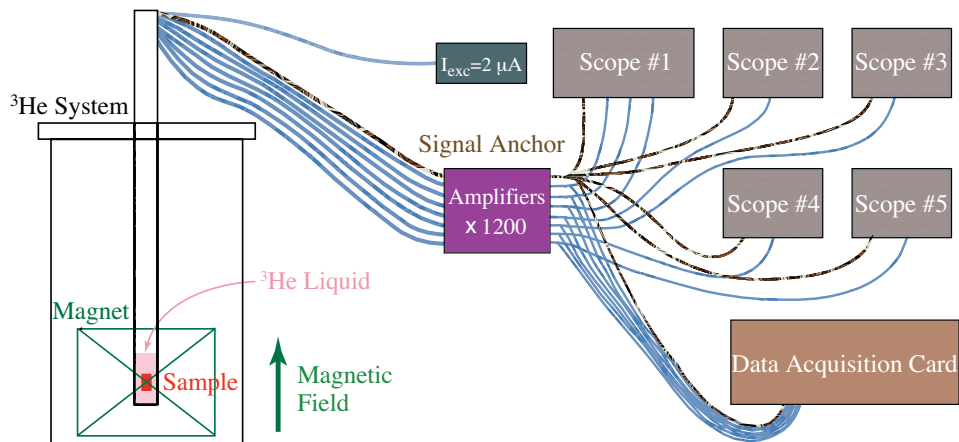 ³He System
I_exc=2 μA
Scope #1
Scope #2
Scope #3
Signal Anchor
Amplifiers
x 1200
Scope #4
Scope #5
³He Liquid
Magnet
Sample
Magnetic
Field
Data Acquisition Card